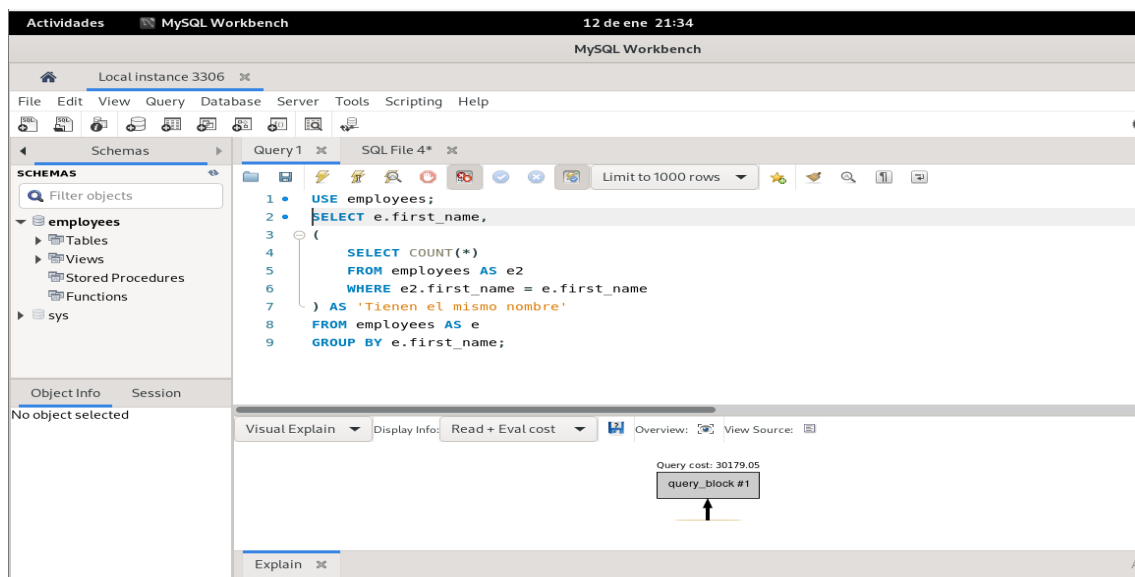 Actividades MySQL Workbench 12 de ene 21:34
MySQL Workbench
Local instance 3306
File Edit View Query Database Server Tools Scripting Help
Schemas
Query 1 SQL File 4*
SCHEMAS
Limit to 1000 rows
Filter objects
employees
Tables
Views
Stored Procedures
Functions
sys
1 USE employees;
2 SELECT e.first_name,
3 (
4 SELECT COUNT(*)
5 FROM employees AS e2
6 WHERE e2.first_name = e.first_name
7 ) AS 'Tienen el mismo nombre'
8 FROM employees AS e
9 GROUP BY e.first_name;
Object Info Session
No object selected
Visual Explain Display Info: Read + Eval cost Overview: View Source:
Query cost: 30179.05
query_block #1
Explain